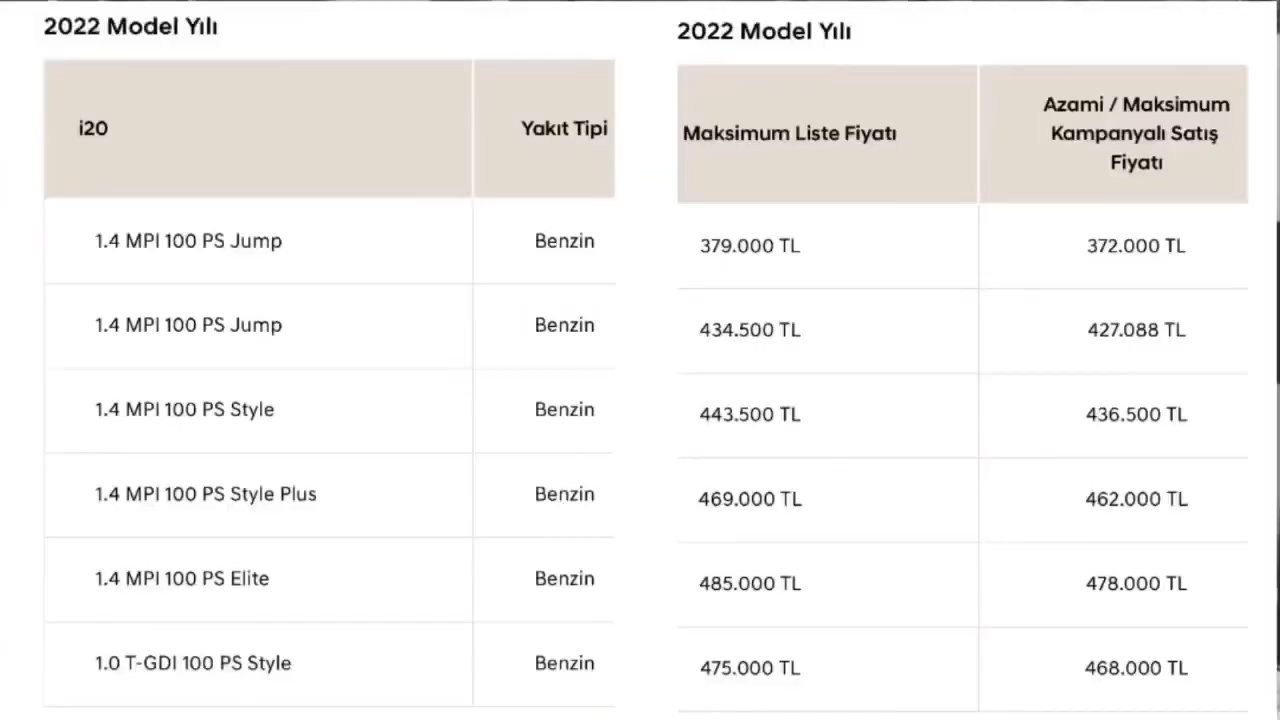 2022 Model Yılı
i20 Yakıt Tipi
1.4 MPI 100 PS Jump Benzin
1.4 MPI 100 PS Jump Benzin
1.4 MPI 100 PS Style Benzin
1.4 MPI 100 PS Style Plus Benzin
1.4 MPI 100 PS Elite Benzin
1.0 T-GDI 100 PS Style Benzin
2022 Model Yılı
Maksimum Liste Fiyatı
Azami / Maksimum
Kampanyalı Satış
Fiyatı
379.000 TL 372.000 TL
434.500 TL 427.088 TL
443.500 TL 436.500 TL
469.000 TL 462.000 TL
485.000 TL 478.000 TL
475.000 TL 468.000 TL